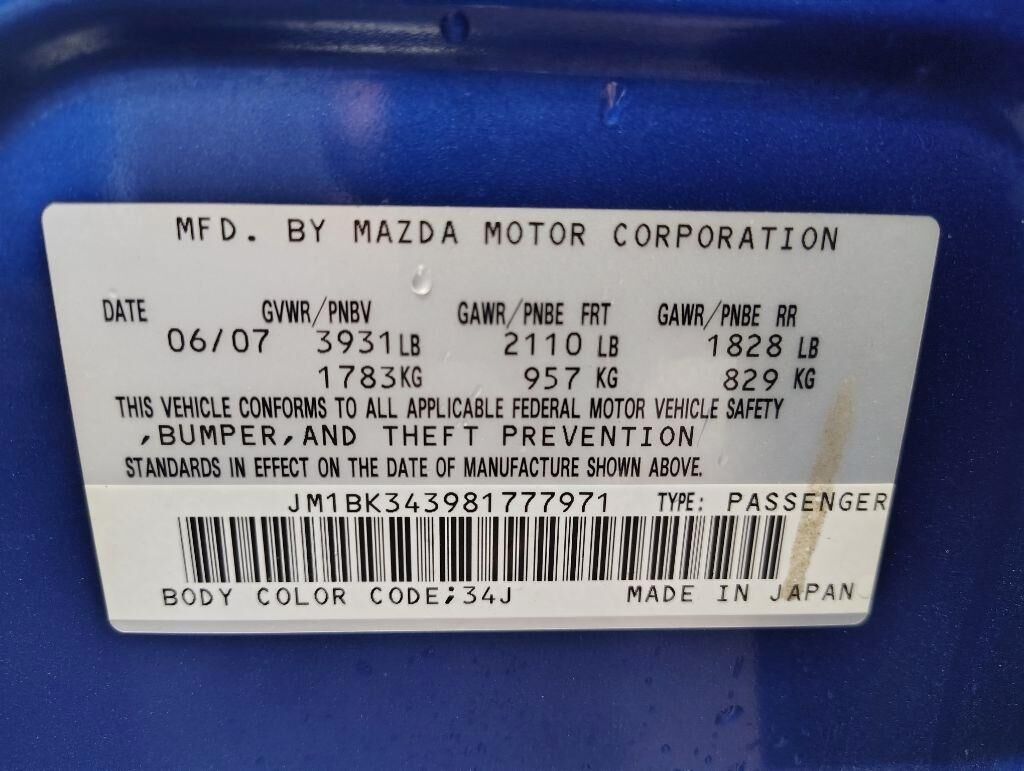 MFD. BY MAZDA MOTOR CORPORATION
DATE GVWR/PNBV GAWR/PNBE FRT GAWR/PNBE RR
06/07 3931LB 2110 LB 1828 LB
1783KG 957 KG 829 KG
THIS VEHICLE CONFORMS TO ALL APPLICABLE FEDERAL MOTOR VEHICLE SAFETY
,BUMPER,AND THEFT PREVENTION
STANDARDS IN EFFECT ON THE DATE OF MANUFACTURE SHOWN ABOVE.
JM1BK343981777971 TYPE: PASSENGER
BODY COLOR CODE;34J MADE IN JAPAN